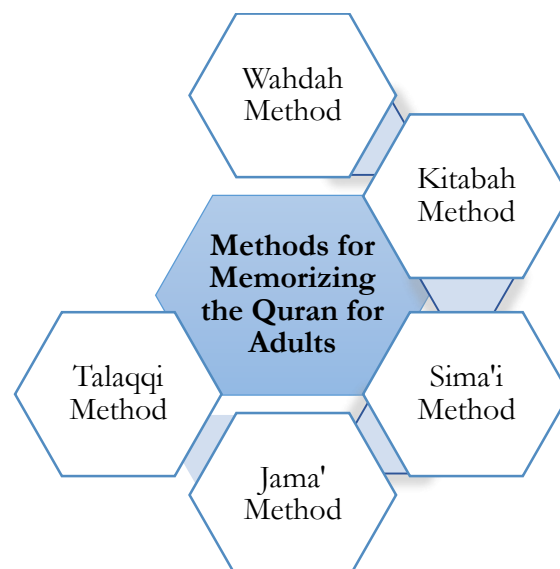 Wahdah
Method
Kitabah
Method
Methods for
Memorizing
the Quran for
Adults
Sima'i
Method
Talaqqi
Method
Jama'
Method